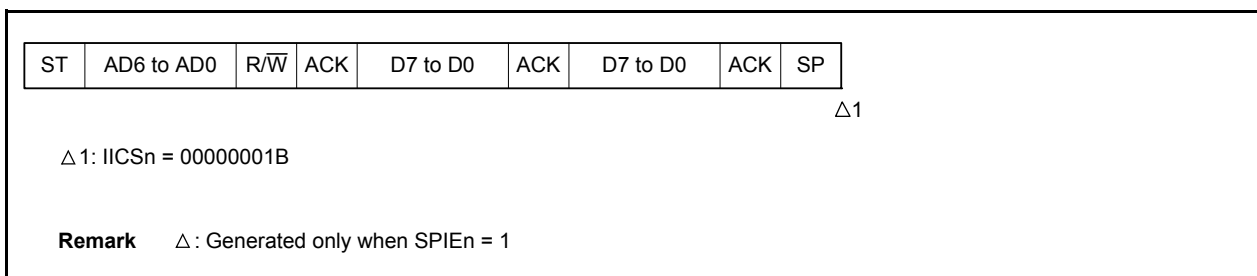 ST AD6 to AD0 R/W̅ ACK D7 to D0 ACK D7 to D0 ACK SP
△1
△1: IICSn = 00000001B
Remark △: Generated only when SPIEn = 1